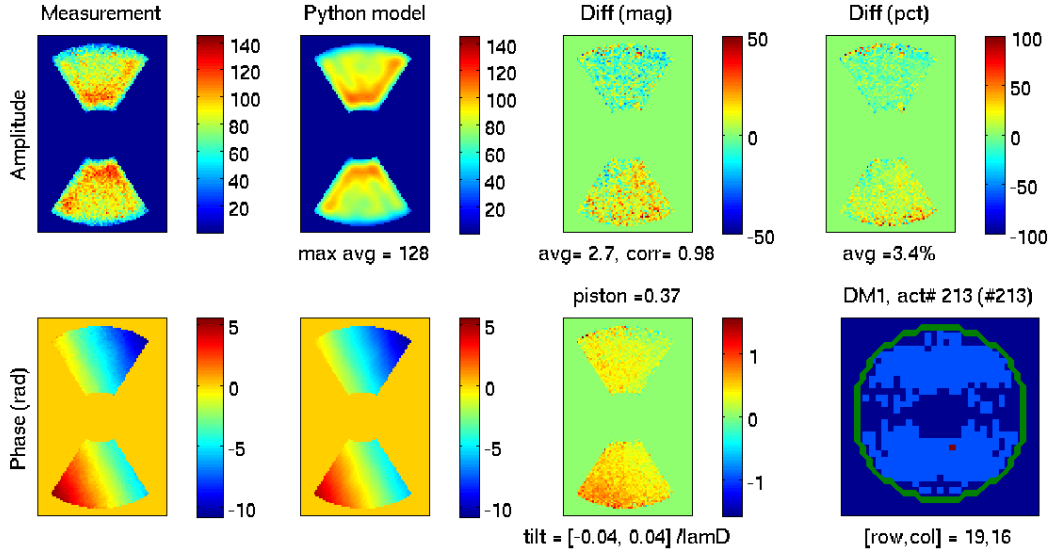 Measurement
Python model
Diff (mag)
Diff (pct)
Amplitude
140
120
100
80
60
40
20
140
120
100
80
60
40
20
50
0
-50
100
50
0
-50
-100
max avg = 128
avg= 2.7, corr= 0.98
avg =3.4%
piston =0.37
DM1, act# 213 (#213)
Phase (rad)
5
0
-5
-10
5
0
-5
-10
1
0
-1
tilt = [-0.04, 0.04] /lamD
[row,col] = 19,16